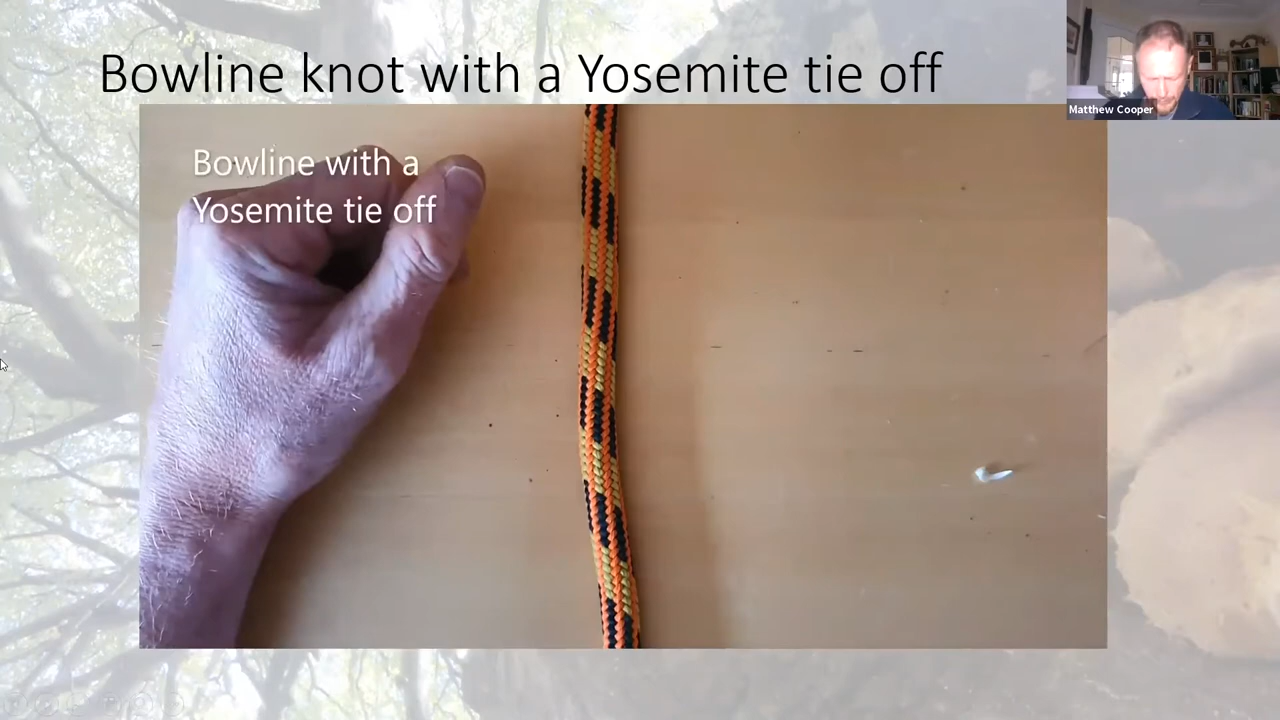 Bowline knot with a Yosemite tie off
Matthew Cooper
Bowline with a
Yosemite tie off